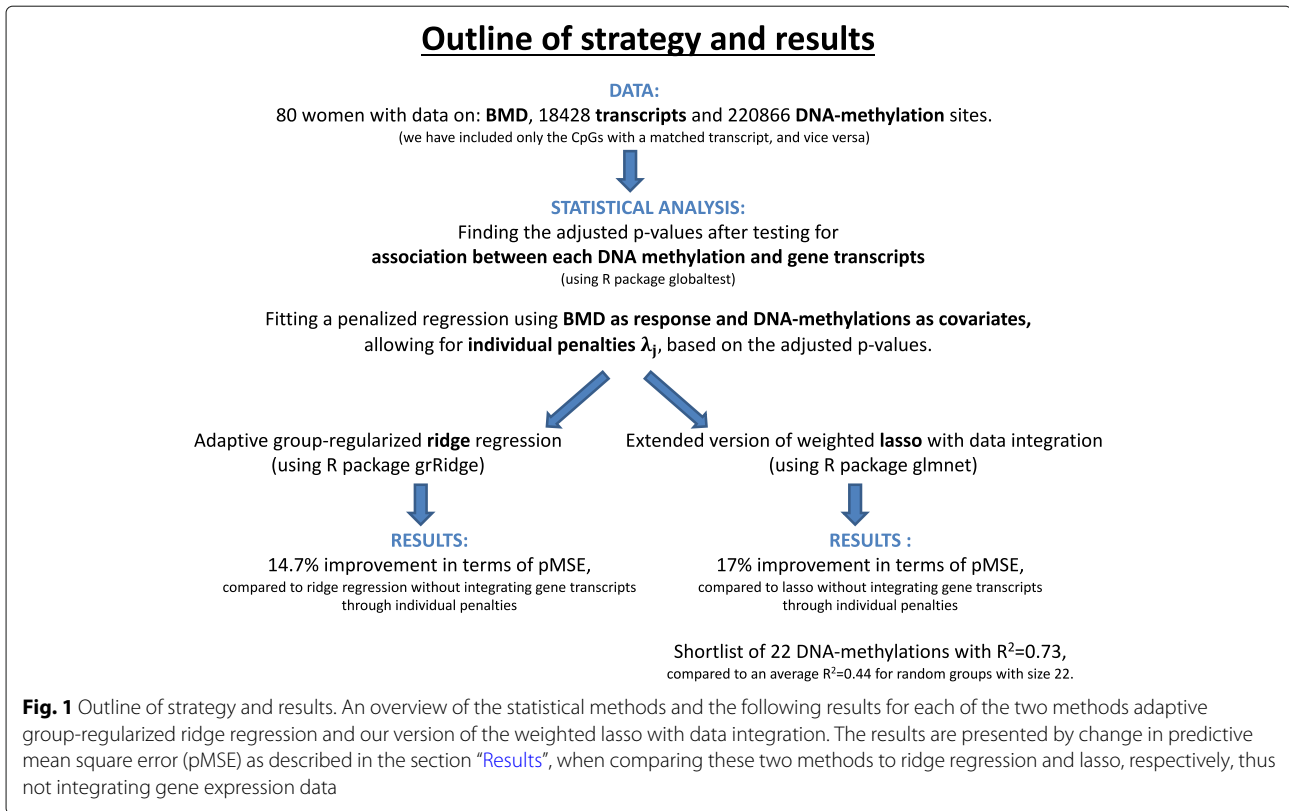 Outline of strategy and results
DATA:
80 women with data on: BMD, 18428 transcripts and 220866 DNA-methylation sites.
(we have included only the CpGs with a matched transcript, and vice versa)
STATISTICAL ANALYSIS:
Finding the adjusted p-values after testing for
association between each DNA methylation and gene transcripts
(using R package globaltest)
Fitting a penalized regression using BMD as response and DNA-methylations as covariates,
allowing for individual penalties λj, based on the adjusted p-values.
Adaptive group-regularized ridge regression
(using R package grRidge)
RESULTS:
14.7% improvement in terms of pMSE,
compared to ridge regression without integrating gene transcripts
through individual penalties
Extended version of weighted lasso with data integration
(using R package glmnet)
RESULTS :
17% improvement in terms of pMSE,
compared to lasso without integrating gene transcripts
through individual penalties
Shortlist of 22 DNA-methylations with R²=0.73,
compared to an average R²=0.44 for random groups with size 22.
Fig. 1 Outline of strategy and results. An overview of the statistical methods and the following results for each of the two methods adaptive
group-regularized ridge regression and our version of the weighted lasso with data integration. The results are presented by change in predictive
mean square error (pMSE) as described in the section “Results”, when comparing these two methods to ridge regression and lasso, respectively, thus
not integrating gene expression data